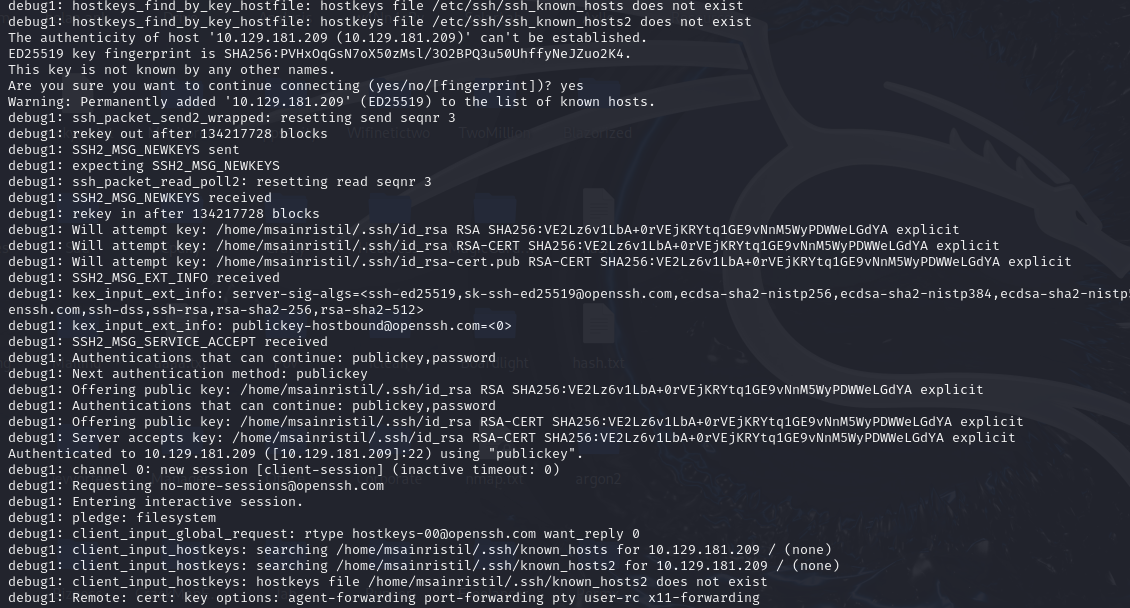 debug1: hostkeys_find_by_key_hostfile: hostkeys file /etc/ssh/ssh_known_hosts does not exist
debug1: hostkeys_find_by_key_hostfile: hostkeys file /etc/ssh/ssh_known_hosts2 does not exist
The authenticity of host '10.129.181.209 (10.129.181.209)' can't be established.
ED25519 key fingerprint is SHA256:PVHxOqGsN7oX50zMsl/3O2BPQ3u50UhffyNeJZuo2K4.
This key is not known by any other names.
Are you sure you want to continue connecting (yes/no/[fingerprint])? yes
Warning: Permanently added '10.129.181.209' (ED25519) to the list of known hosts.
debug1: ssh_packet_send2_wrapped: resetting send seqnr 3
debug1: rekey out after 134217728 blocks
Wifinetictwo TwoMillion
debug1: SSH2_MSG_NEWKEYS sent
debug1: expecting SSH2_MSG_NEWKEYS
debug1: ssh_packet_read_poll2: resetting read seqnr 3
debug1: SSH2_MSG_NEWKEYS received
debug1: rekey in after 134217728 blocks
debug1: Will attempt key: /home/msainristil/.ssh/id_rsa RSA SHA256:VE2Lz6v1LbA+0rVEjKRYtq1GE9vNnM5WyPDWWeLGdYA explicit
debug1: Will attempt key: /home/msainristil/.ssh/id_rsa RSA-CERT SHA256:VE2Lz6v1LbA+0rVEjKRYtq1GE9vNnM5WyPDWWeLGdYA explicit
debug1: Will attempt key: /home/msainristil/.ssh/id_rsa-cert.pub RSA-CERT SHA256:VE2Lz6v1LbA+0rVEjKRYtq1GE9vNnM5WyPDWWeLGdYA explicit
debug1: SSH2_MSG_EXT_INFO received
debug1: kex_input_ext_info: server-sig-algs=<ssh-ed25519,sk-ssh-ed25519@openssh.com,ecdsa-sha2-nistp256,ecdsa-sha2-nistp384,ecdsa-sha2-nistp5
enssh.com,ssh-dss,ssh-rsa,rsa-sha2-256,rsa-sha2-512>
debug1: kex_input_ext_info: publickey-hostbound@openssh.com=<0>
debug1: SSH2_MSG_SERVICE_ACCEPT received
debug1: Authentications that can continue: publickey,password
hash.txt
debug1: Next authentication method: publickey
debug1: Offering public key: /home/msainristil/.ssh/id_rsa RSA SHA256:VE2Lz6v1LbA+0rVEjKRYtq1GE9vNnM5WyPDWWeLGdYA explicit
debug1: Authentications that can continue: publickey,password
debug1: Offering public key: /home/msainristil/.ssh/id_rsa RSA-CERT SHA256:VE2Lz6v1LbA+0rVEjKRYtq1GE9vNnM5WyPDWWeLGdYA explicit
debug1: Server accepts key: /home/msainristil/.ssh/id_rsa RSA-CERT SHA256:VE2Lz6v1LbA+0rVEjKRYtq1GE9vNnM5WyPDWWeLGdYA explicit
Authenticated to 10.129.181.209 ([10.129.181.209]:22) using "publickey".
debug1: channel 0: new session [client-session] (inactive timeout: 0)
nmap.txt argon2
debug1: Requesting no-more-sessions@openssh.com
debug1: Entering interactive session.
debug1: pledge: filesystem
debug1: client_input_global_request: rtype hostkeys-00@openssh.com want_reply 0
debug1: client_input_hostkeys: searching /home/msainristil/.ssh/known_hosts for 10.129.181.209 / (none)
debug1: client_input_hostkeys: searching /home/msainristil/.ssh/known_hosts2 for 10.129.181.209 / (none)
debug1: client_input_hostkeys: hostkeys file /home/msainristil/.ssh/known_hosts2 does not exist
debug1: Remote: cert: key options: agent-forwarding port-forwarding pty user-rc x11-forwarding